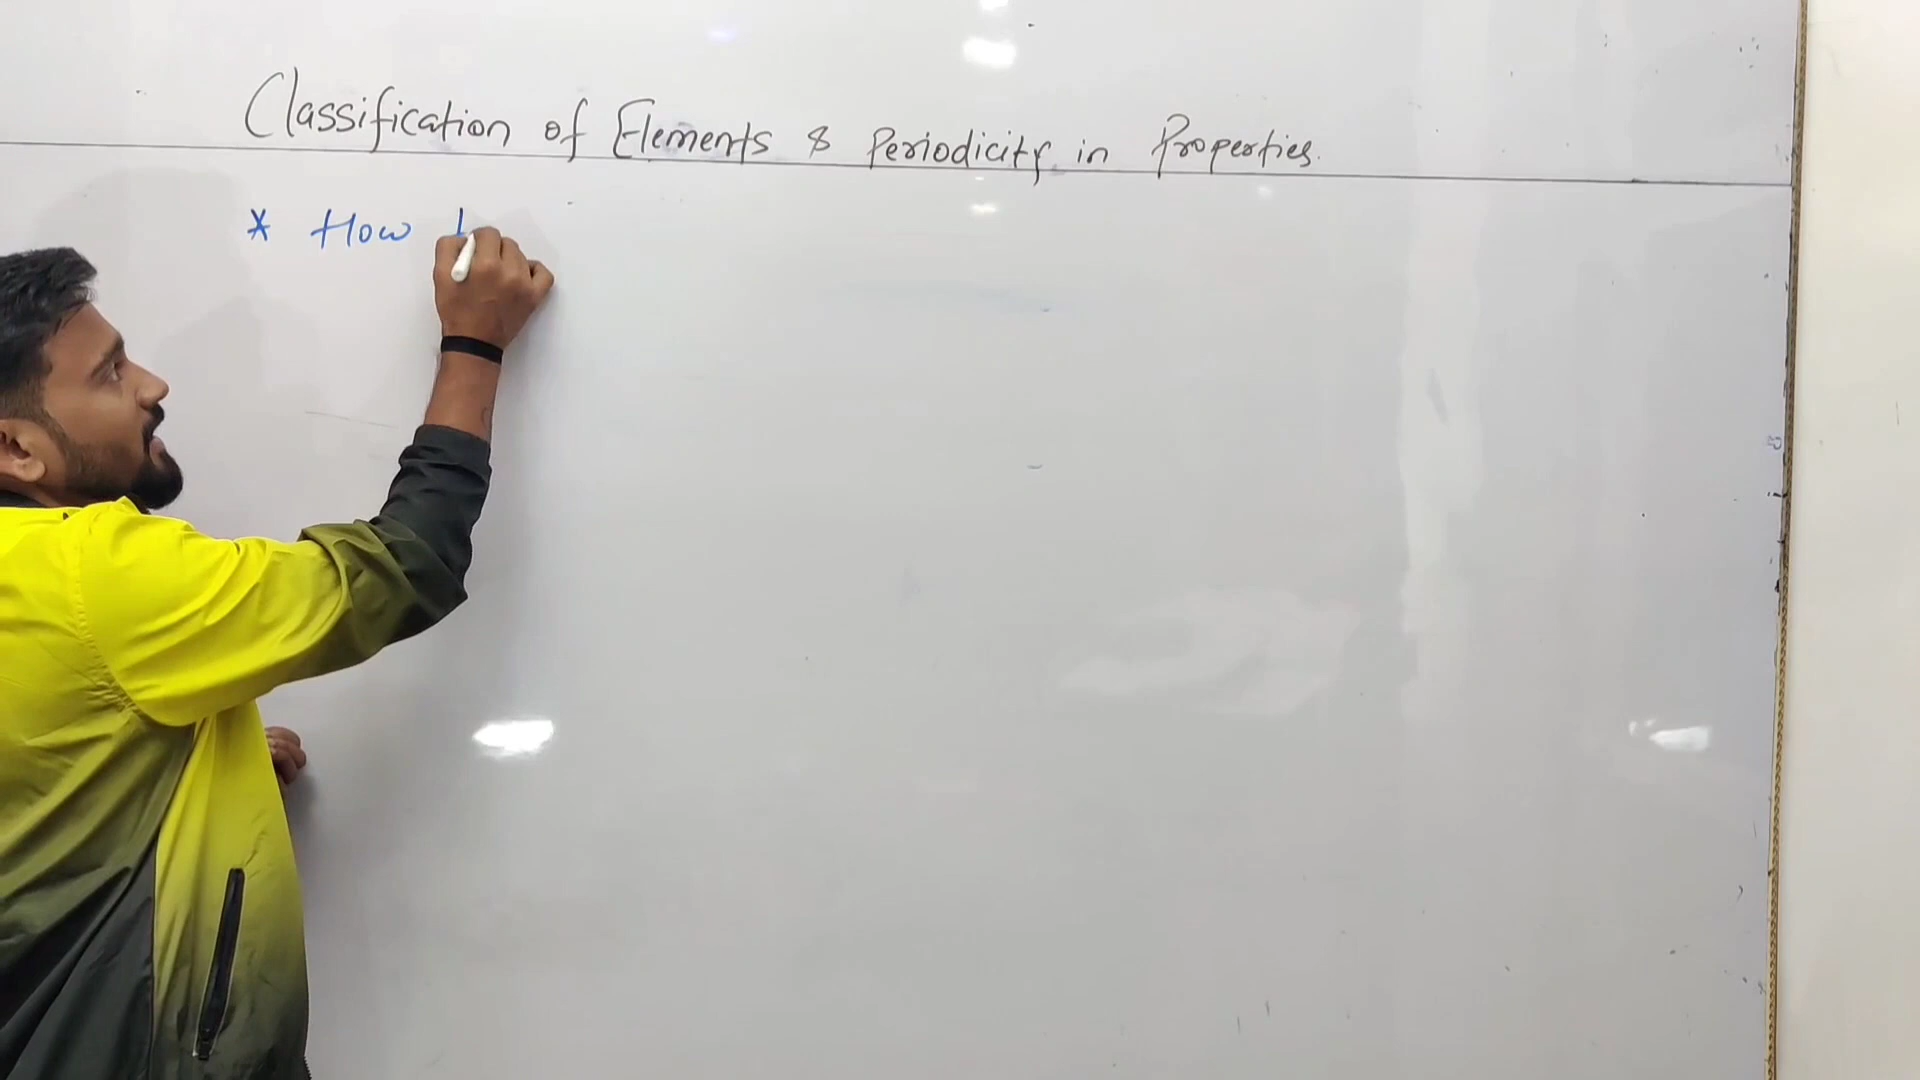 Classification of Elements & Periodicity in Properties.
* How